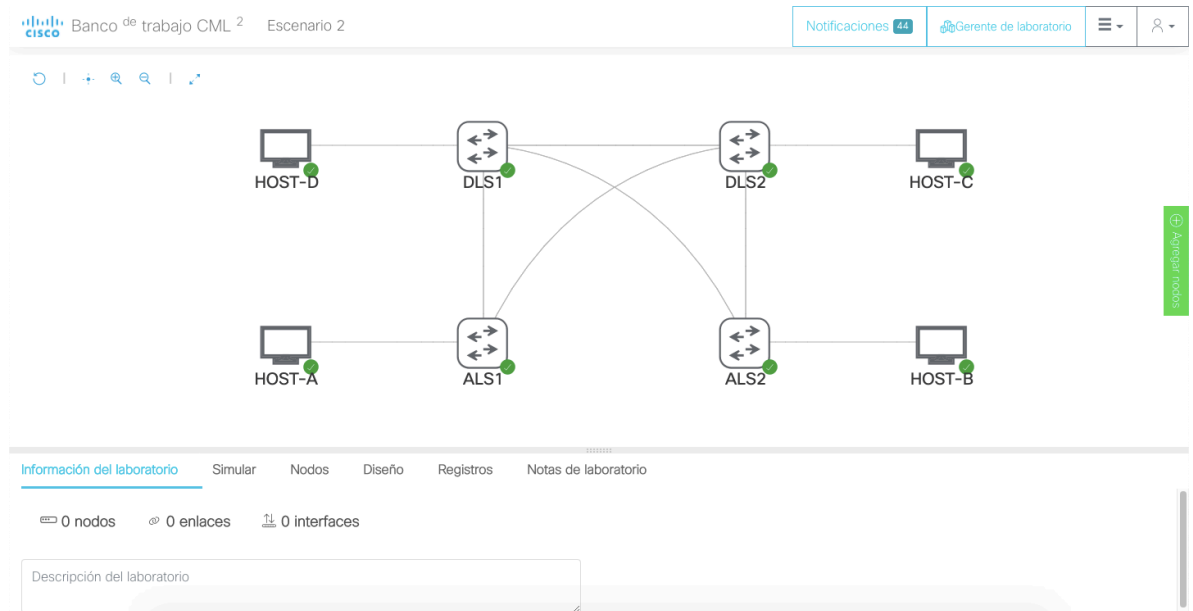 CISCO Banco de trabajo CML 2 Escenario 2 Notificaciones 44 Gerente de laboratorio
HOST-D DLS1 DLS2 HOST-C
Agregar nodos
HOST-A ALS1 ALS2 HOST-B
Información del laboratorio Simular Nodos Diseño Registros Notas de laboratorio
0 nodos 0 enlaces 0 interfaces
Descripción del laboratorio